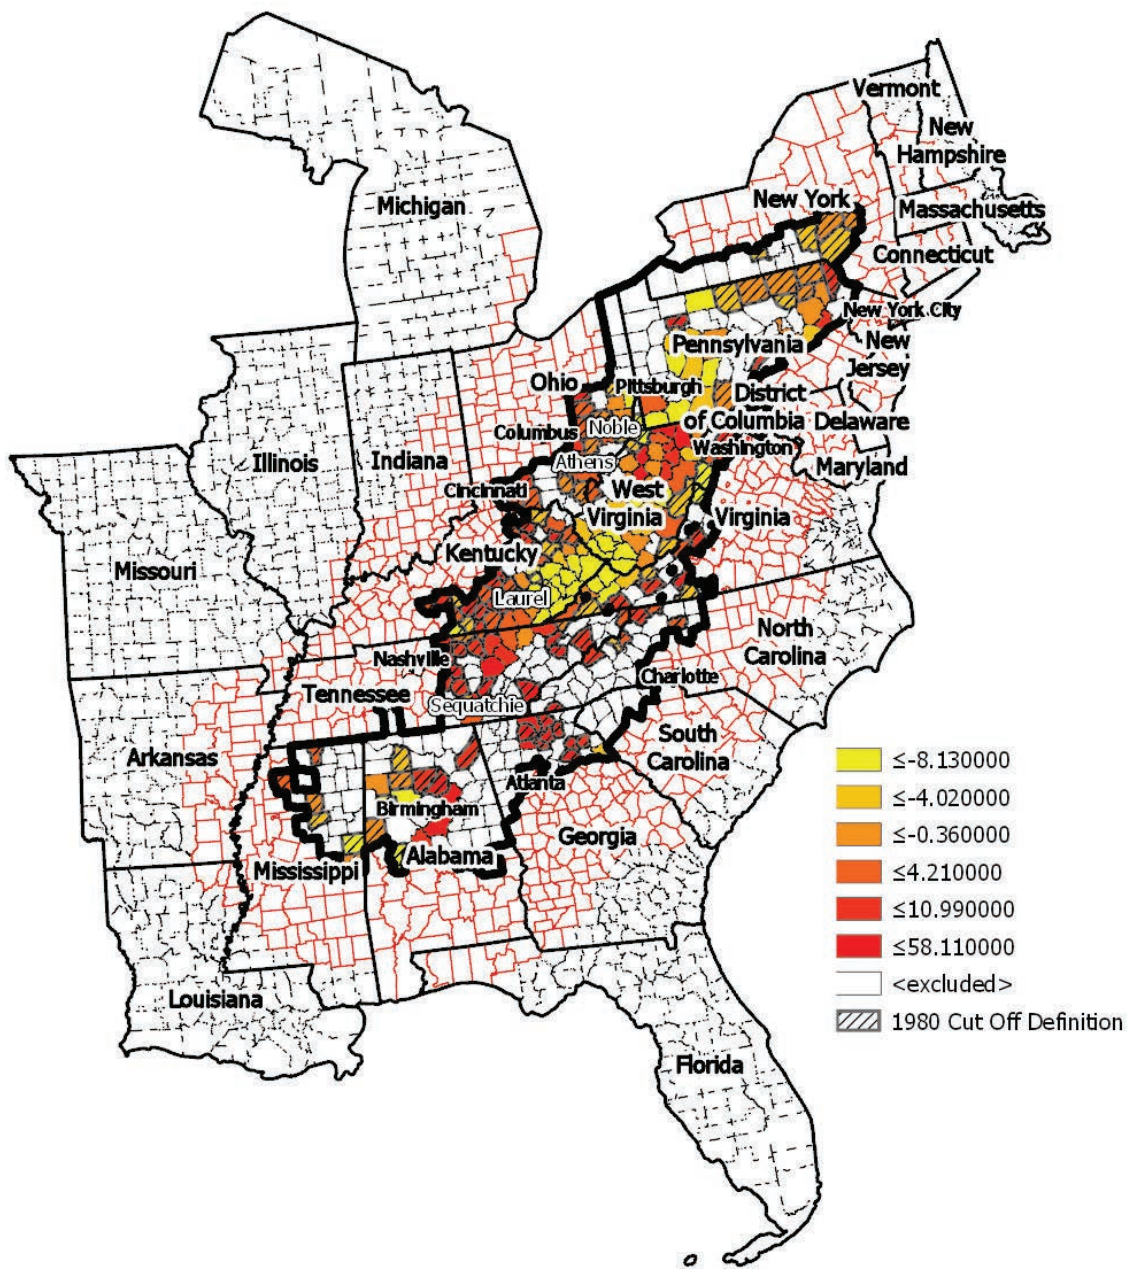 Vermont
New
Hampshire
New York
Massachusetts
Michigan
Connecticut
New York City
New
Jersey
Pennsylvania
Ohio
Pittsburgh
District
of Columbia
Delaware
Columbus
Noble
Washington
Maryland
Illinois
Indiana
Athens
Cincinnati
West
Virginia
Virginia
Kentucky
Missouri
Laurel
North
Carolina
Nashville
Charlotte
Tennessee
Sequatchie
South
Carolina
Arkansas
Atlanta
Birmingham
Georgia
Alabama
Mississippi
Louisiana
Florida
≤-8.130000
≤-4.020000
≤-0.360000
≤4.210000
≤10.990000
≤58.110000
<excluded>
1980 Cut Off Definition